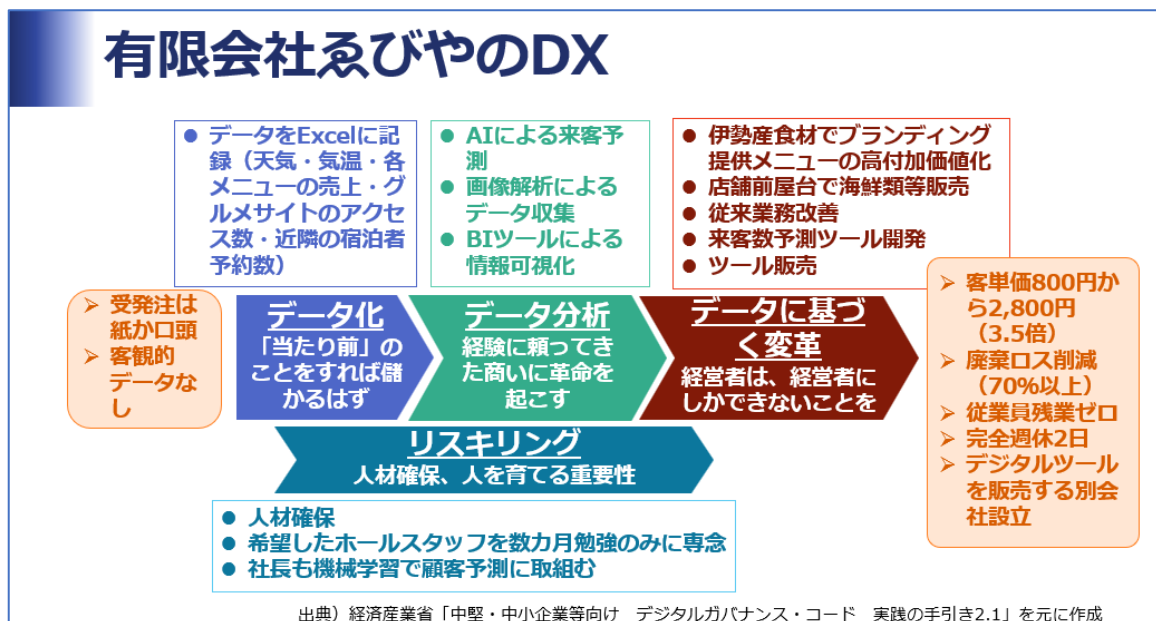 有限会社ゑびやのDX
● データをExcelに記
録（天気・気温・各
メニューの売上・グ
ルメサイトのアクセ
ス数・近隣の宿泊者
予約数）
● AIによる来客予
測
● 画像解析による
データ収集
● BIツールによる
情報可視化
● 伊勢産食材でブランディング
提供メニューの高付加価値化
● 店舗前屋台で海鮮類等販売
● 従来業務改善
● 来客数予測ツール開発
● ツール販売
➢ 受発注は
紙か口頭
➢ 客観的
データな
し
データ化
「当たり前」の
ことをすれば儲
かるはず
データ分析
経験に頼ってき
た商いに革命を
起こす
データに基づ
く変革
経営者は、経営者に
しかできないことを
➢ 客単価800円か
ら2,800円
（3.5倍）
➢ 廃棄ロス削減
（70%以上）
➢ 従業員残業ゼロ
➢ 完全週休2日
➢ デジタルツール
を販売する別会
社設立
リスキリング
人材確保、人を育てる重要性
● 人材確保
● 希望したホールスタッフを数カ月勉強のみに専念
● 社長も機械学習で顧客予測に取組む
出典）経済産業省「中堅・中小企業等向け　デジタルガバナンス・コード　実践の手引き2.1」を元に作成